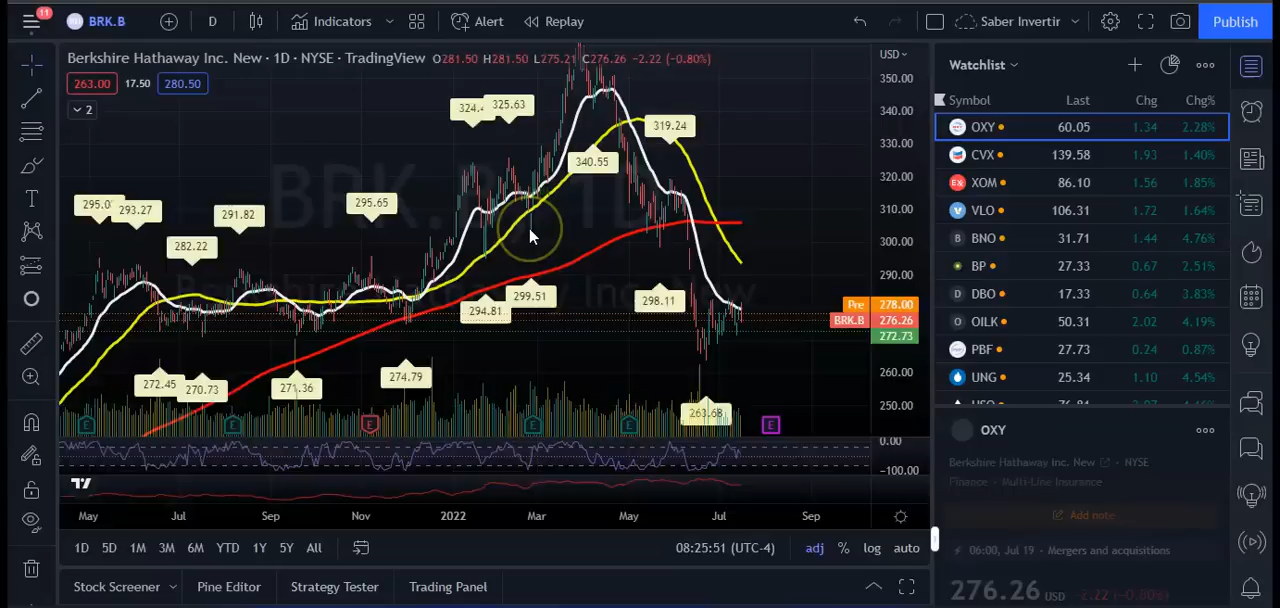 11
BRK.B
D
Indicators
Alert
Replay
Saber Invertir
Publish
Berkshire Hathaway Inc. New · 1D · NYSE · TradingView O281.50 H281.50 L275.21 C276.26 -2.22 (-0.80%)
263.00 17.50 280.50
2
USD
350.00
340.00
330.00
320.00
310.00
300.00
290.00
260.00
250.00
0.00
-100.00
Pre 278.00
BRK.B 276.26
272.73
325.63
319.24
340.55
293.27
291.82
295.65
282.22
299.51
294.81
298.11
274.79
272.45
270.73
271.36
263.68
BRK.B, 1D
E E E E E E
May Jul Sep Nov 2022 Mar May Jul Sep
1D 5D 1M 3M 6M YTD 1Y 5Y All
08:25:51 (UTC-4) adj % log auto
Stock Screener Pine Editor Strategy Tester Trading Panel
Watchlist
Symbol Last Chg Chg%
OXY 60.05 1.34 2.28%
CVX 139.58 1.93 1.40%
XOM 86.10 1.56 1.85%
VLO 106.31 1.72 1.64%
B BNO 31.71 1.44 4.76%
BP 27.33 0.67 2.51%
D DBO 17.33 0.64 3.83%
O OILK 50.31 2.02 4.19%
PBF 27.73 0.24 0.87%
UNG 25.34 1.10 4.54%
OXY
Berkshire Hathaway Inc. New · NYSE
Finance · Multi-Line Insurance
Add note
06:00, Jul 19 · Mergers and acquisitions
276.26 USD -2.22 (-0.80%)